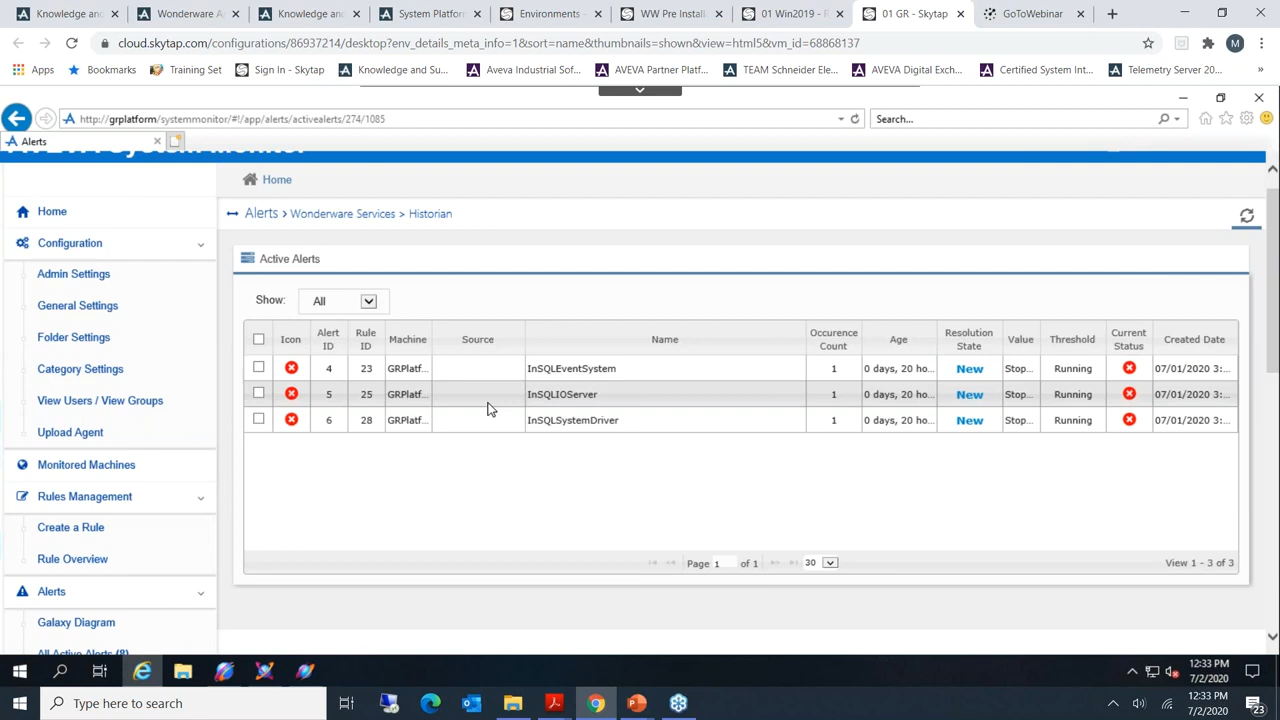 Knowledge and
Wonderware Ap
Knowledge and
System Platform
Environments -
WW Pre Install
01 Win2019 - E
01 GR - Skytap
GoToWebinar
cloud.skytap.com/configurations/86937214/desktop?env_details_meta_info=1&sort=name&thumbnails=shown&view=html5&vm_id=68868137
M
Apps
Bookmarks
Training Set
Sign In - Skytap
Knowledge and Su...
Aveva Industrial Sof...
AVEVA Partner Platf...
TEAM Schneider Ele...
AVEVA Digital Exch...
Certified System Int...
Telemetry Server 20...
»
http://grplatform/systemmonitor/#!/app/alerts/activealerts/274/1085
Search...
Alerts
Home
Home
Alerts > Wonderware Services > Historian
Configuration
Active Alerts
Admin Settings
General Settings
Show: All
Folder Settings
Icon Alert ID Rule ID Machine Source Name Occurence Count Age Resolution State Value Threshold Current Status Created Date
Category Settings
4 23 GRPlatf... InSQLEventSystem 1 0 days, 20 ho... New Stop... Running 07/01/2020 3:...
View Users / View Groups
5 25 GRPlatf... InSQLIOServer 1 0 days, 20 ho... New Stop... Running 07/01/2020 3:...
6 28 GRPlatf... InSQLSystemDriver 1 0 days, 20 ho... New Stop... Running 07/01/2020 3:...
Upload Agent
Monitored Machines
Rules Management
Create a Rule
Rule Overview
Page 1 of 1 30 View 1 - 3 of 3
Alerts
Galaxy Diagram
All Active Alerts (8)
12:33 PM
7/2/2020
Type here to search
12:33 PM
7/2/2020
23